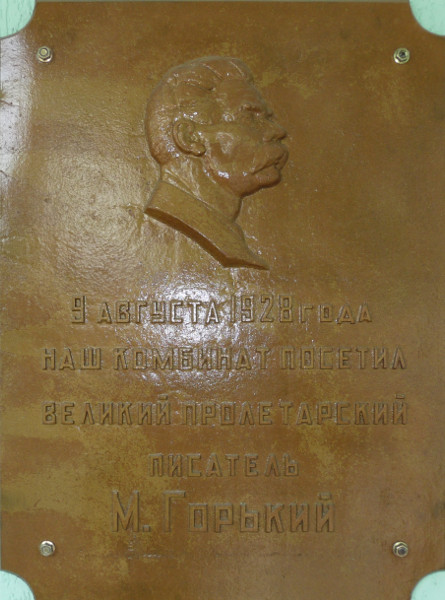 9 августа 1928 года
наш комбинат посетил
великий пролетарский
писатель
М. Горький